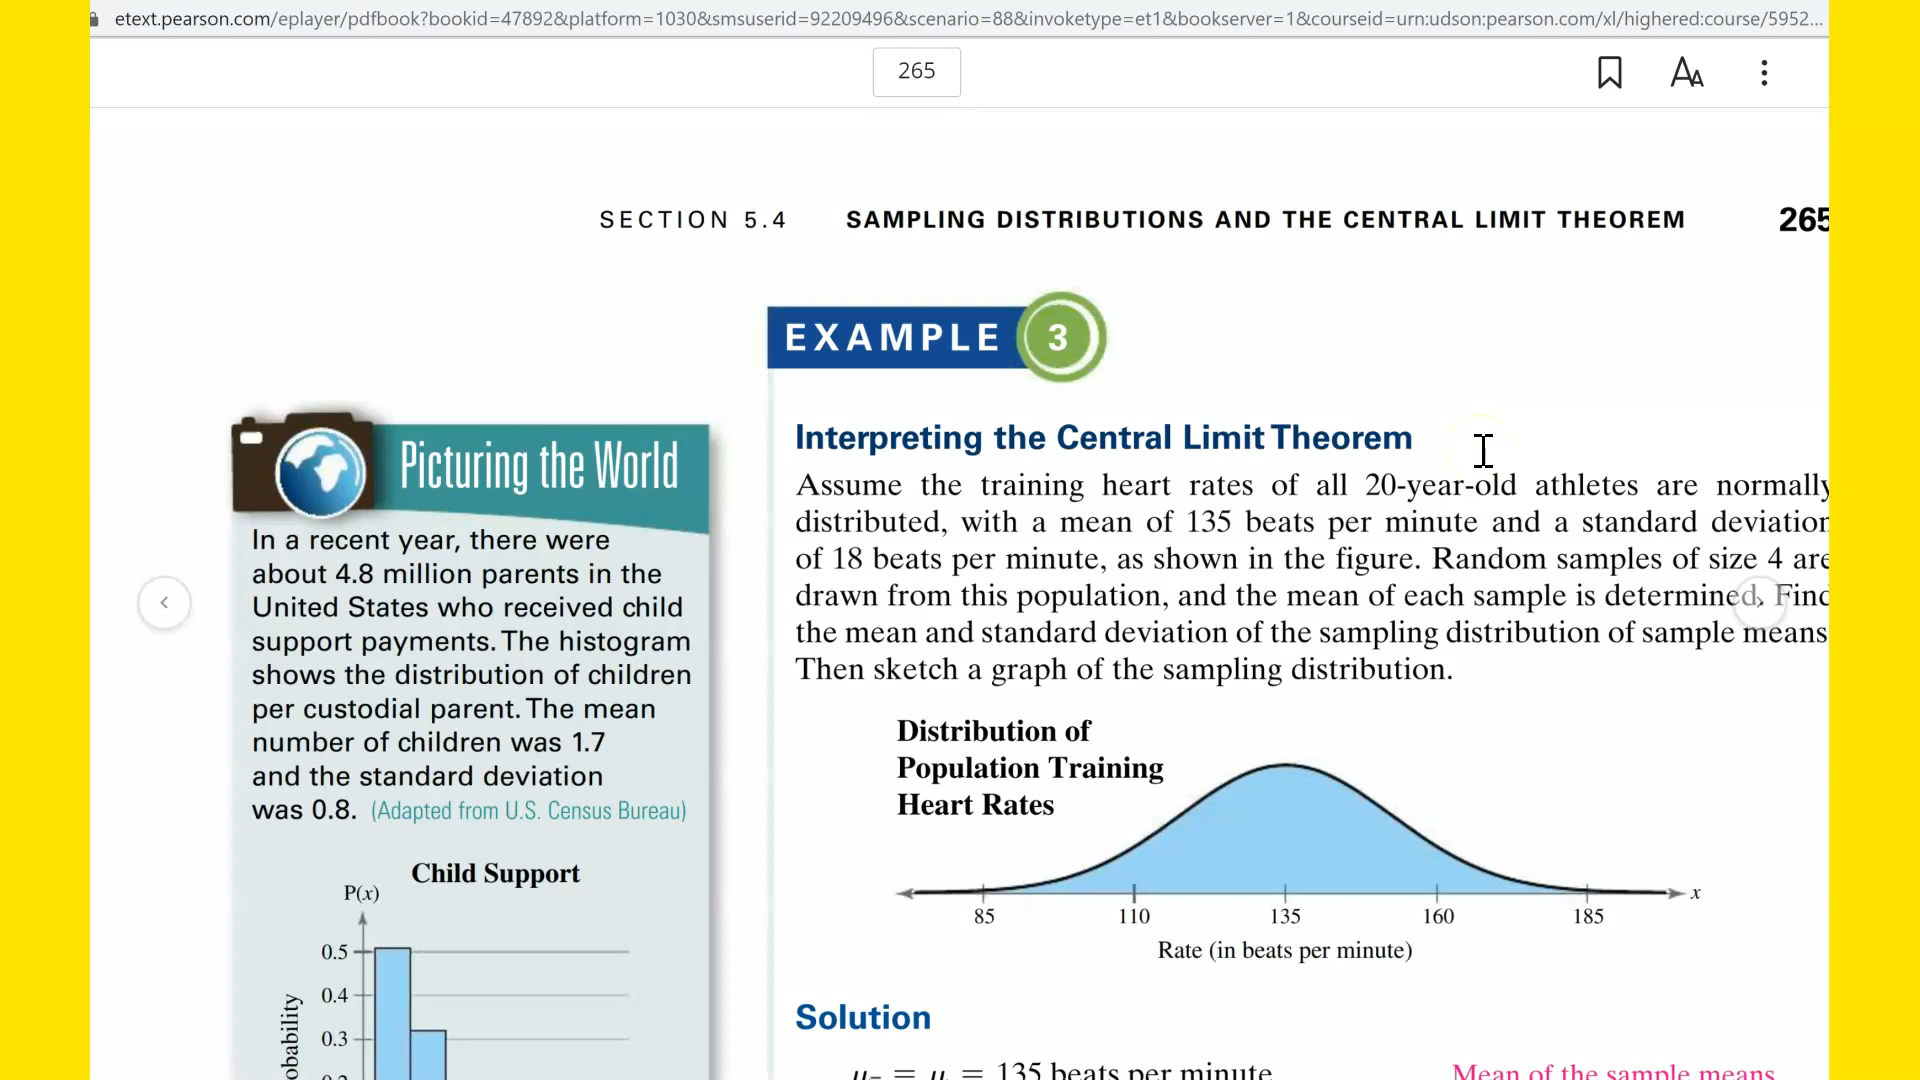 etext.pearson.com/eplayer/pdfbook?bookid=47892&platform=1030&smsuserid=92209496&scenario=88&invoketype=et1&bookserver=1&courseid=urn:udson:pearson.com/xl/highered:course/5952...
265
AA
SECTION 5.4 SAMPLING DISTRIBUTIONS AND THE CENTRAL LIMIT THEOREM 265
EXAMPLE 3
Interpreting the Central Limit Theorem
Assume the training heart rates of all 20-year-old athletes are normally
distributed, with a mean of 135 beats per minute and a standard deviation
of 18 beats per minute, as shown in the figure. Random samples of size 4 are
drawn from this population, and the mean of each sample is determined. Find
the mean and standard deviation of the sampling distribution of sample means
Then sketch a graph of the sampling distribution.
Distribution of
Population Training
Heart Rates
85 110 135 160 185 x
Rate (in beats per minute)
Solution
μx̄ = μ = 135 beats per minute Mean of the sample means
Picturing the World
In a recent year, there were
about 4.8 million parents in the
United States who received child
support payments. The histogram
shows the distribution of children
per custodial parent. The mean
number of children was 1.7
and the standard deviation
was 0.8. (Adapted from U.S. Census Bureau)
Child Support
P(x)
0.5
0.4
0.3